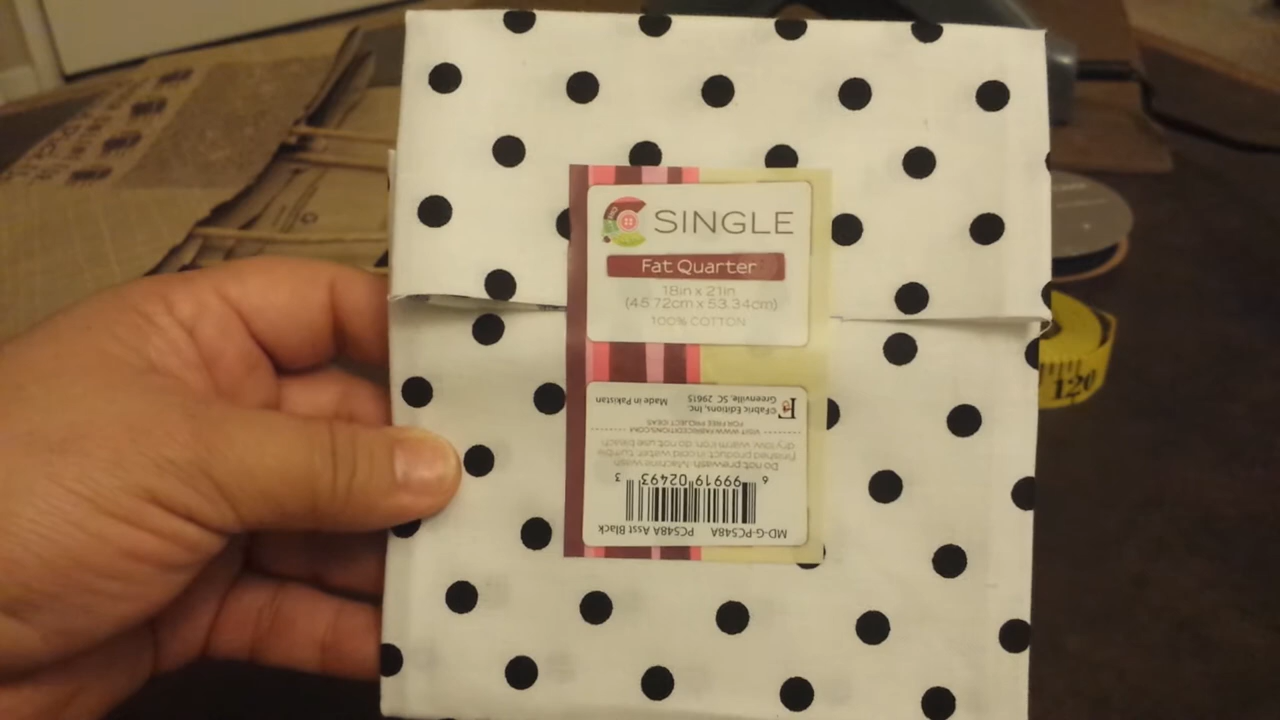 SINGLE
Fat Quarter
18in x 21in
(45.72cm x 53.34cm)
100% COTTON
MD-G-PC548A PC548A Asst Black
6 99919 02493 3
Do not prewash. Machine wash
finished product in cold water, tumble
dry low, warm iron, do not use bleach
VISIT WWW.FABRICEDITIONS.COM
FOR FREE PROJECT IDEAS
©Fabric Editions, Inc.
Greenville, SC 29615 Made in Pakistan
120